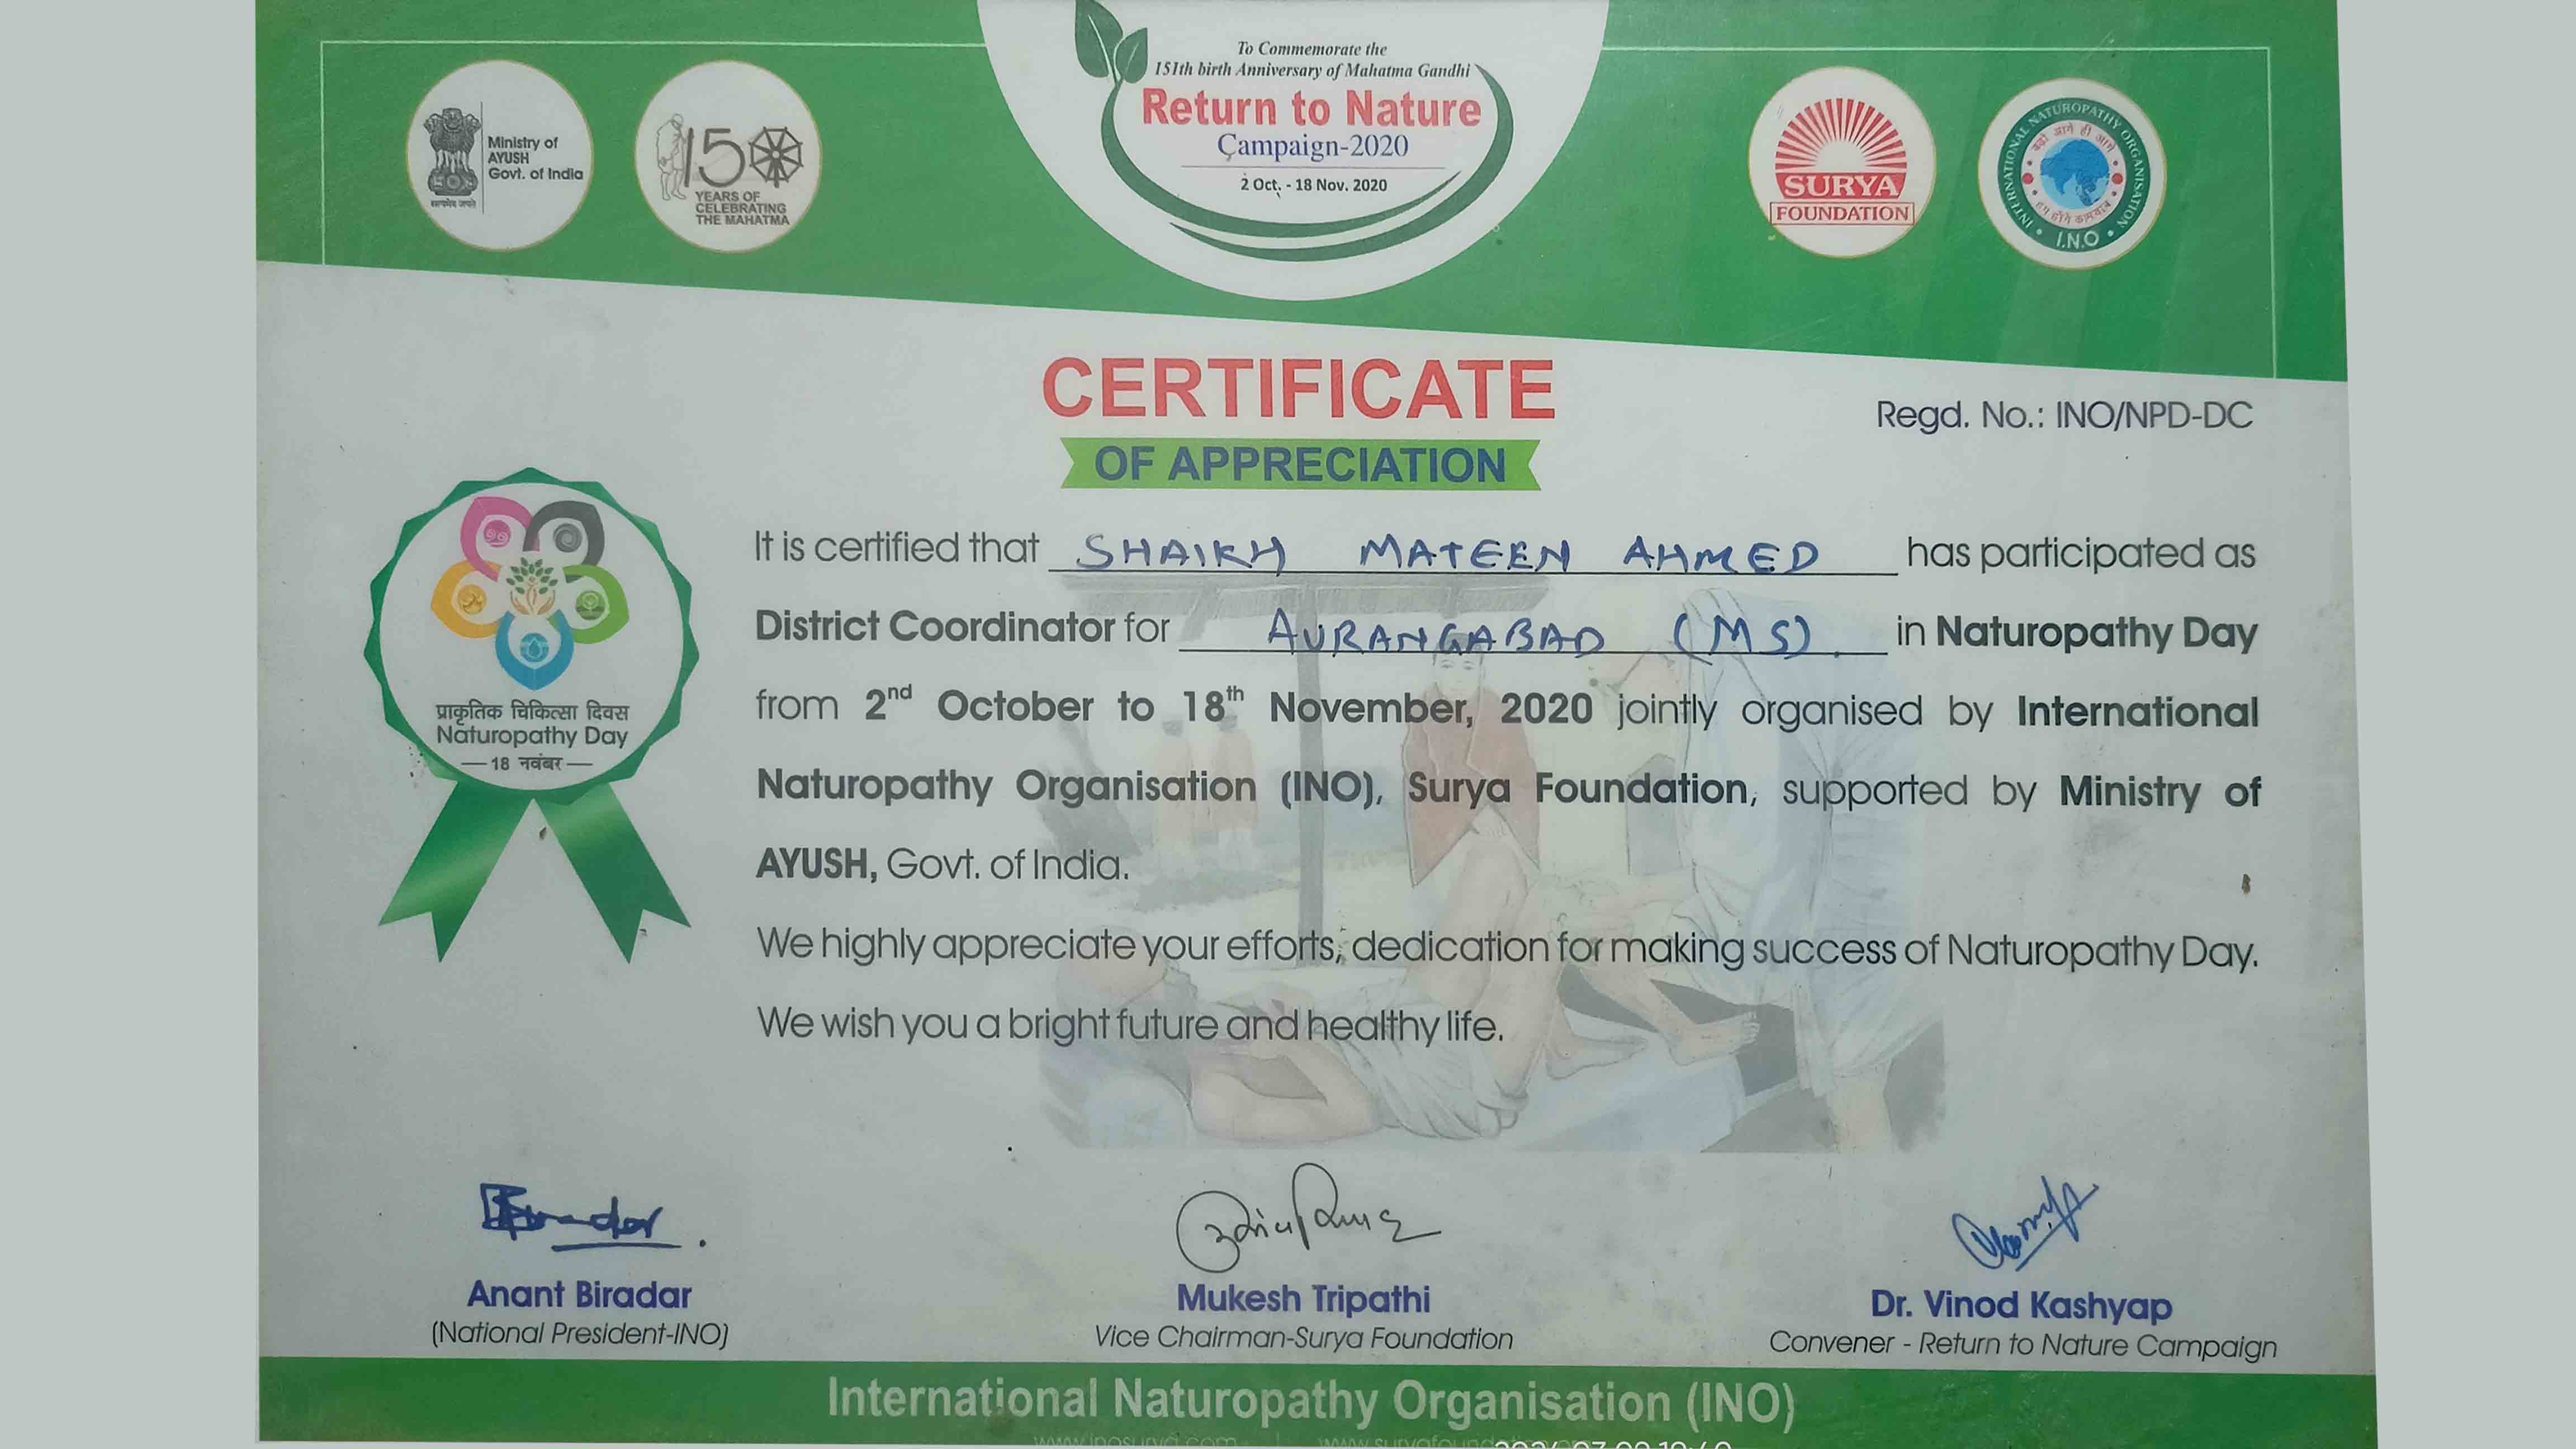 To Commemorate the
151th birth Anniversary of Mahatma Gandhi
Return to Nature
Campaign-2020
2 Oct. - 18 Nov. 2020
Ministry of
AYUSH
Govt. of India
सत्यमेव जयते
150
YEARS OF
CELEBRATING
THE MAHATMA
SURYA
FOUNDATION
INTERNATIONAL NATUROPATHY ORGANISATION
बढ़ो आगे ही आगे
I.N.O
CERTIFICATE
OF APPRECIATION
Regd. No.: INO/NPD-DC
प्राकृतिक चिकित्सा दिवस
Naturopathy Day
18 नवंबर
It is certified that SHAIKH MATEEN AHMED has participated as
District Coordinator for AURANGABAD (MS). in Naturopathy Day
from 2nd October to 18th November, 2020 jointly organised by International
Naturopathy Organisation (INO), Surya Foundation, supported by Ministry of
AYUSH, Govt. of India.
We highly appreciate your efforts, dedication for making success of Naturopathy Day.
We wish you a bright future and healthy life.
Anant Biradar
(National President-INO)
Mukesh Tripathi
Vice Chairman-Surya Foundation
Dr. Vinod Kashyap
Convener - Return to Nature Campaign
International Naturopathy Organisation (INO)